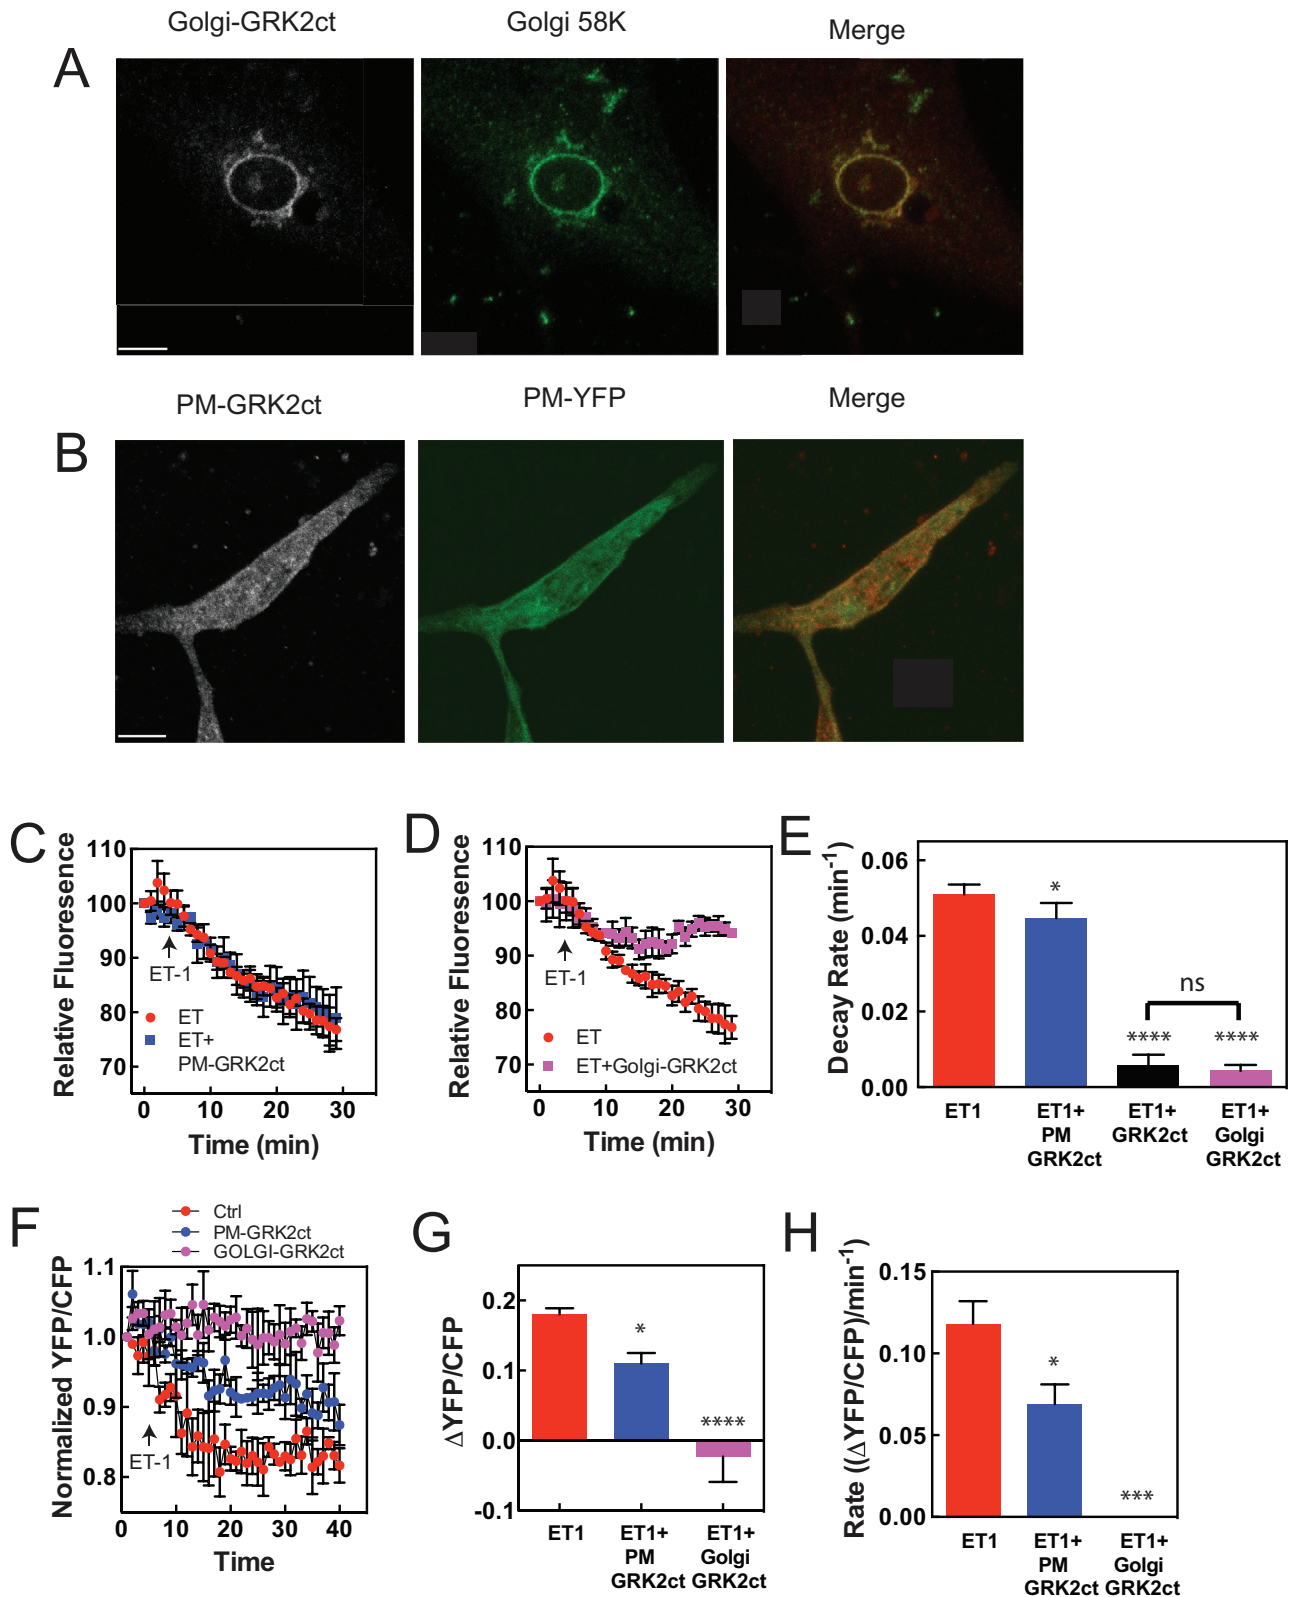 Golgi-GRK2ct
Golgi 58K
Merge
A
PM-GRK2ct
PM-YFP
Merge
B
C
Relative Fluoresence
110
100
90
80
70
ET-1
ET
ET+
PM-GRK2ct
0
10
20
30
Time (min)
D
Relative Fluoresence
110
100
90
80
70
ET-1
ET
ET+Golgi-GRK2ct
0
10
20
30
Time (min)
E
Decay Rate (min-1)
0.06
0.04
0.02
0.00
*
****
ns
****
ET1
ET1+
PM
GRK2ct
ET1+
GRK2ct
ET1+
Golgi
GRK2ct
F
Ctrl
PM-GRK2ct
GOLGI-GRK2ct
Normalized YFP/CFP
1.1
1.0
0.9
0.8
ET-1
0
10
20
30
40
Time
G
ΔYFP/CFP
0.2
0.1
0.0
-0.1
*
****
ET1
ET1+
PM
GRK2ct
ET1+
Golgi
GRK2ct
H
Rate ((ΔYFP/CFP)/min-1)
0.15
0.10
0.05
0.00
*
***
ET1
ET1+
PM
GRK2ct
ET1+
Golgi
GRK2ct